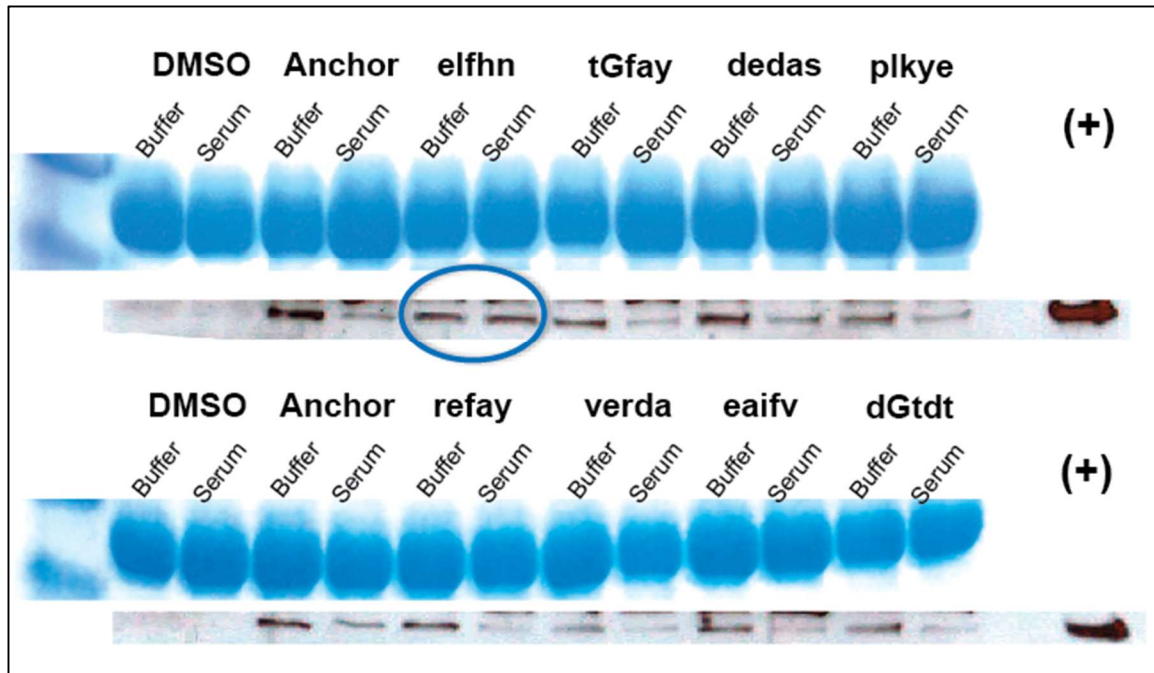 DMSO Anchor elfhn tGfay dedas plkye
Buffer Serum Buffer Serum Buffer Serum Buffer Serum Buffer Serum Buffer Serum (+)
DMSO Anchor refay verda eaifv dGtdt
Buffer Serum Buffer Serum Buffer Serum Buffer Serum Buffer Serum Buffer Serum (+)